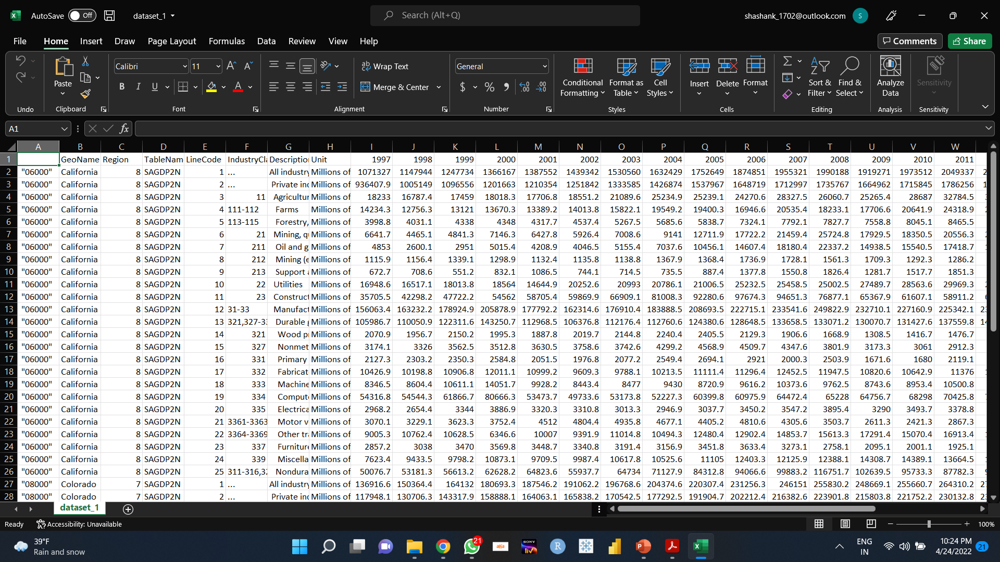 AutoSave Off dataset_1 Search (Alt+Q) shashank_1702@outlook.com S
File Home Insert Draw Page Layout Formulas Data Review View Help Comments Share
Calibri 11 Wrap Text General
Paste B I U Merge & Center $ % Conditional Formatting Format as Table Cell Styles Insert Delete Format Sort & Filter Find & Select Analyze Data Sensitivity
Undo Clipboard Font Alignment Number Styles Cells Editing Analysis Sensitivity
A1 fx
A B C D E F G H I J K L M N O P Q R S T U V W
1 GeoName Region TableNam LineCode IndustryCla Description Unit 1997 1998 1999 2000 2001 2002 2003 2004 2005 2006 2007 2008 2009 2010 2011
2 "06000" California 8 SAGDP2N 1 ... All industry Millions of 1071327 1147944 1247734 1366167 1387552 1439342 1530560 1632429 1752649 1874851 1955321 1990188 1919271 1973512 2049337
3 "06000" California 8 SAGDP2N 2 ... Private inc Millions of 936407.9 1005149 1096556 1201663 1210354 1251842 1333585 1426874 1537967 1648719 1712997 1735767 1664962 1715845 1786256
4 "06000" California 8 SAGDP2N 3 11 Agricultur Millions of 18233 16787.4 17459 18018.3 17706.8 18551.2 21089.6 25234.9 25239.1 24270.6 28327.5 26060.7 25265.4 28687 32784.5
5 "06000" California 8 SAGDP2N 4 111-112 Farms Millions of 14234.3 12756.3 13121 13670.3 13389.2 14013.8 15822.1 19549.2 19400.3 16946.6 20535.4 18233.1 17706.6 20641.9 24318.9
6 "06000" California 8 SAGDP2N 5 113-115 Forestry, Millions of 3998.8 4031.1 4338 4348 4317.7 4537.4 5267.5 5685.6 5838.7 7324.1 7792.1 7827.7 7558.8 8045.1 8465.5
7 "06000" California 8 SAGDP2N 6 21 Mining, qu Millions of 6641.7 4465.1 4841.3 7146.3 6427.8 5926.4 7008.6 9141 12711.9 17722.2 21459.4 25724.8 17929.5 18350.5 20556.3
8 "06000" California 8 SAGDP2N 7 211 Oil and g Millions of 4853 2600.1 2951 5015.4 4208.9 4046.5 5155.4 7037.6 10456.1 14607.4 18180.4 22337.2 14938.5 15540.5 17418.7
9 "06000" California 8 SAGDP2N 8 212 Mining (e Millions of 1115.9 1156.4 1339.1 1298.9 1132.4 1135.8 1138.8 1367.9 1368.4 1736.9 1728.1 1561.3 1709.3 1292.3 1286.2
10 "06000" California 8 SAGDP2N 9 213 Support a Millions of 672.7 708.6 551.2 832.1 1086.5 744.1 714.5 735.5 887.4 1377.8 1550.8 1826.4 1281.7 1517.7 1851.3
11 "06000" California 8 SAGDP2N 10 22 Utilities Millions of 16948.6 16517.1 18013.8 18564 14644.9 20252.6 20993 20786.1 21006.5 25232.5 25458.5 25002.5 27489.7 28563.6 29969.3
12 "06000" California 8 SAGDP2N 11 23 Construct Millions of 35705.5 42298.2 47722.2 54562 58705.4 59869.9 66909.1 81008.3 92280.6 97674.3 94651.3 76877.1 65367.9 61607.1 58911.2
13 "06000" California 8 SAGDP2N 12 31-33 Manufact Millions of 156063.4 163232.2 178924.9 205878.9 177792.2 162314.6 176910.4 183888.5 208693.5 222715.1 233541.6 249822.9 232710.1 227160.9 225342.1
14 "06000" California 8 SAGDP2N 13 321,327-33 Durable g Millions of 105986.7 110050.9 122311.6 143250.7 112968.5 106376.8 112176.4 112760.6 124380.6 128648.5 133658.5 133071.2 130070.7 131427.6 137559.8
15 "06000" California 8 SAGDP2N 14 321 Wood pr Millions of 2070.9 1956.7 2150.2 1995.3 1887.8 2019.7 2144.8 2240.4 2405.5 2129.3 1906.6 1668.9 1308.5 1416.7 1476.7
16 "06000" California 8 SAGDP2N 15 327 Nonmet Millions of 3174.1 3326 3562.5 3512.8 3630.5 3758.6 3742.6 4299.2 4568.9 4509.7 4347.6 3801.9 3173.3 3061 2912.3
17 "06000" California 8 SAGDP2N 16 331 Primary Millions of 2127.3 2303.2 2350.3 2584.8 2051.5 1976.8 2077.2 2549.4 2694.1 2921 2000.3 2503.9 1671.6 1680 2119.1
18 "06000" California 8 SAGDP2N 17 332 Fabricat Millions of 10426.9 10198.8 10906.8 12011.1 10999.2 9609.3 9788.1 10213.5 11111.4 11296.4 12452.5 11947.5 10820.6 10642.9 11376
19 "06000" California 8 SAGDP2N 18 333 Machine Millions of 8346.5 8604.4 10611.1 14051.7 9928.2 8443.4 8477 9430 8720.9 9616.2 10373.6 9762.5 8743.6 8953.4 10500.8
20 "06000" California 8 SAGDP2N 19 334 Comput Millions of 54316.8 54544.3 61866.7 80666.3 53473.7 49733.6 53173.8 52227.3 60399.8 60975.9 64472.4 65228 64756.7 68298 70425.8
21 "06000" California 8 SAGDP2N 20 335 Electrica Millions of 2968.2 2654.4 3344 3886.9 3320.3 3310.8 3013.3 2946.9 3037.7 3450.2 3547.2 3895.4 3290 3493.7 3378.8
22 "06000" California 8 SAGDP2N 21 3361-3363 Motor v Millions of 3070.1 3229.1 3623.3 3752.4 4512 4804.4 4935.8 4677.1 4405.2 4810.6 4305.6 3503.7 2611.3 2421.3 2867.3
23 "06000" California 8 SAGDP2N 22 3364-3369 Other tra Millions of 9005.3 10762.4 10628.5 6346.6 10007 9391.9 11014.8 10494.3 12480.4 12902.4 14853.7 15613.3 17291.4 15070.4 16913.4
24 "06000" California 8 SAGDP2N 23 337 Furniture Millions of 2857.2 3038 3470 3569.8 3448.7 3340.8 3191.4 3156.9 3451.8 3633.4 3273.1 2758.1 2095.1 2001.1 1925.1
25 "06000" California 8 SAGDP2N 24 339 Miscella Millions of 7623.4 9433.5 9798.2 10873.1 9709.5 9987.4 10617.8 10525.6 11105 12403.3 12125.9 12388.1 14308.7 14389.1 13664.5
26 "06000" California 8 SAGDP2N 25 311-316,32 Nondura Millions of 50076.7 53181.3 56613.2 62628.2 64823.6 55937.7 64734 71127.9 84312.8 94066.6 99883.2 116751.7 102639.5 95733.3 87782.3
27 "08000" Colorado 7 SAGDP2N 1 ... All industry Millions of 136916.6 150364.4 164132 180693.3 187546.2 191062.2 196768.6 204374.6 220307.4 231256.3 246151 255830.2 248669.1 255660.7 264310.2
28 "08000" Colorado 7 SAGDP2N 2 ... Private inc Millions of 117948.1 130706.3 143317.9 158888.1 164063.1 165838.2 170542.5 177292.5 191904.7 202212.4 216382.6 223901.8 215803.8 221752.2 230132.8
dataset_1
Ready Accessibility: Unavailable 100%
39°F
Rain and snow
21 SONY liv R P ENG IN 10:24 PM 4/24/2022 21